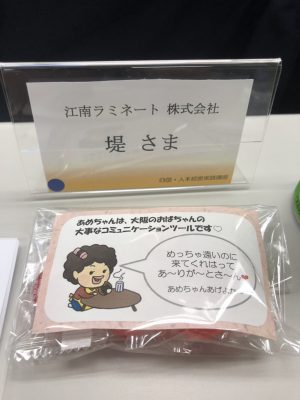 江南ラミネート 株式会社
堤 さま
あめちゃんは、大阪のおばちゃんの
大事なコミュニケーションツールです♡
めっちゃ遠いのに
来てくれはって
あ〜りが〜とさ〜ん
あめちゃんあげよか